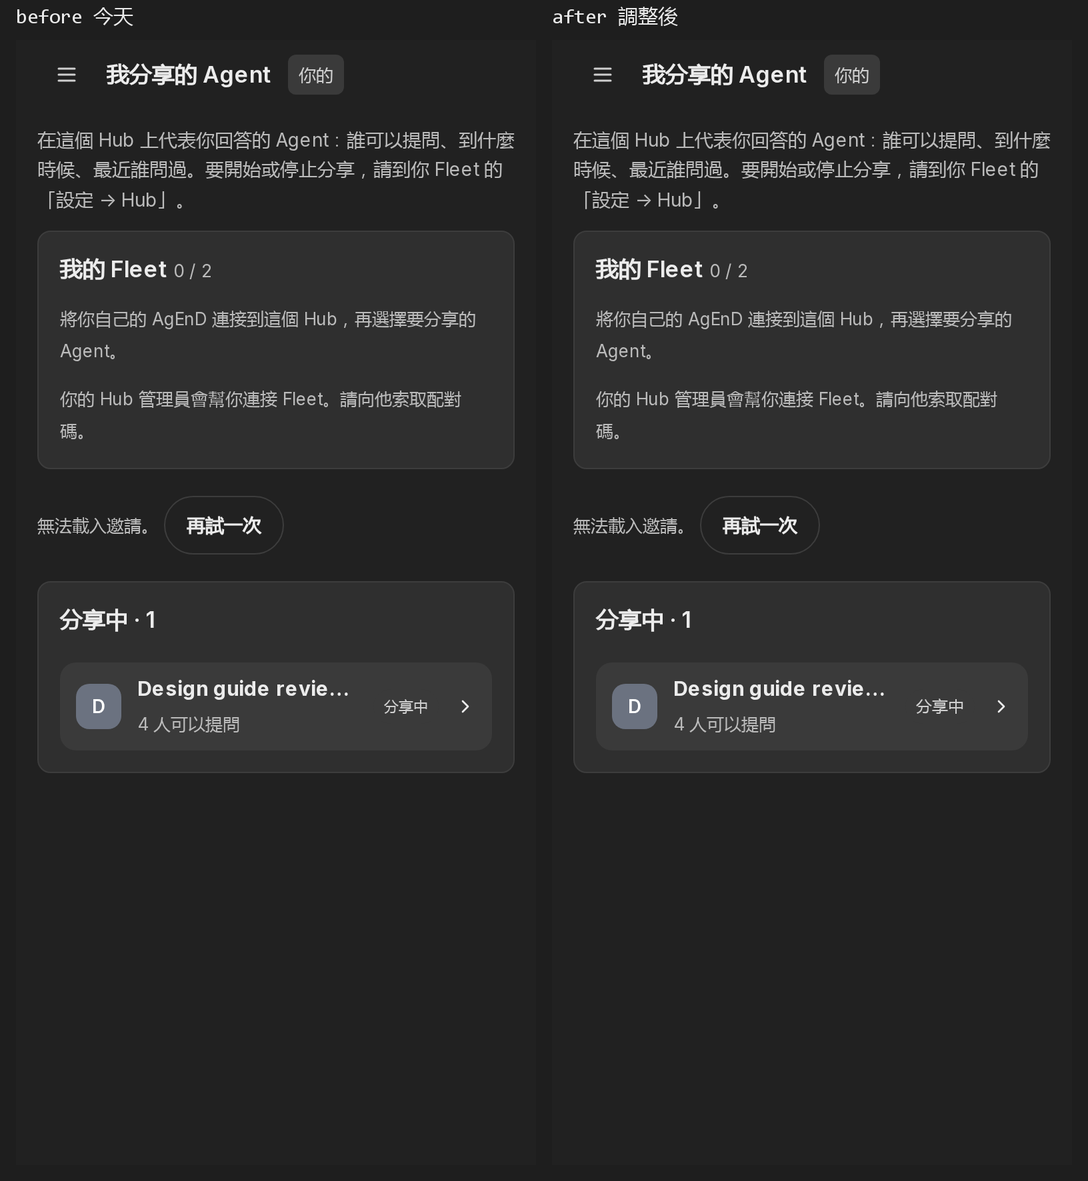 before 今天
我分享的 Agent 你的
在這個 Hub 上代表你回答的 Agent：誰可以提問、到什麼
時候、最近誰問過。要開始或停止分享，請到你 Fleet 的
「設定 → Hub」。
我的 Fleet 0 / 2
將你自己的 AgEnD 連接到這個 Hub，再選擇要分享的
Agent。
你的 Hub 管理員會幫你連接 Fleet。請向他索取配對
碼。
無法載入邀請。 再試一次
分享中 · 1
D Design guide revie… 分享中
4 人可以提問
after 調整後
我分享的 Agent 你的
在這個 Hub 上代表你回答的 Agent：誰可以提問、到什麼
時候、最近誰問過。要開始或停止分享，請到你 Fleet 的
「設定 → Hub」。
我的 Fleet 0 / 2
將你自己的 AgEnD 連接到這個 Hub，再選擇要分享的
Agent。
你的 Hub 管理員會幫你連接 Fleet。請向他索取配對
碼。
無法載入邀請。 再試一次
分享中 · 1
D Design guide revie… 分享中
4 人可以提問